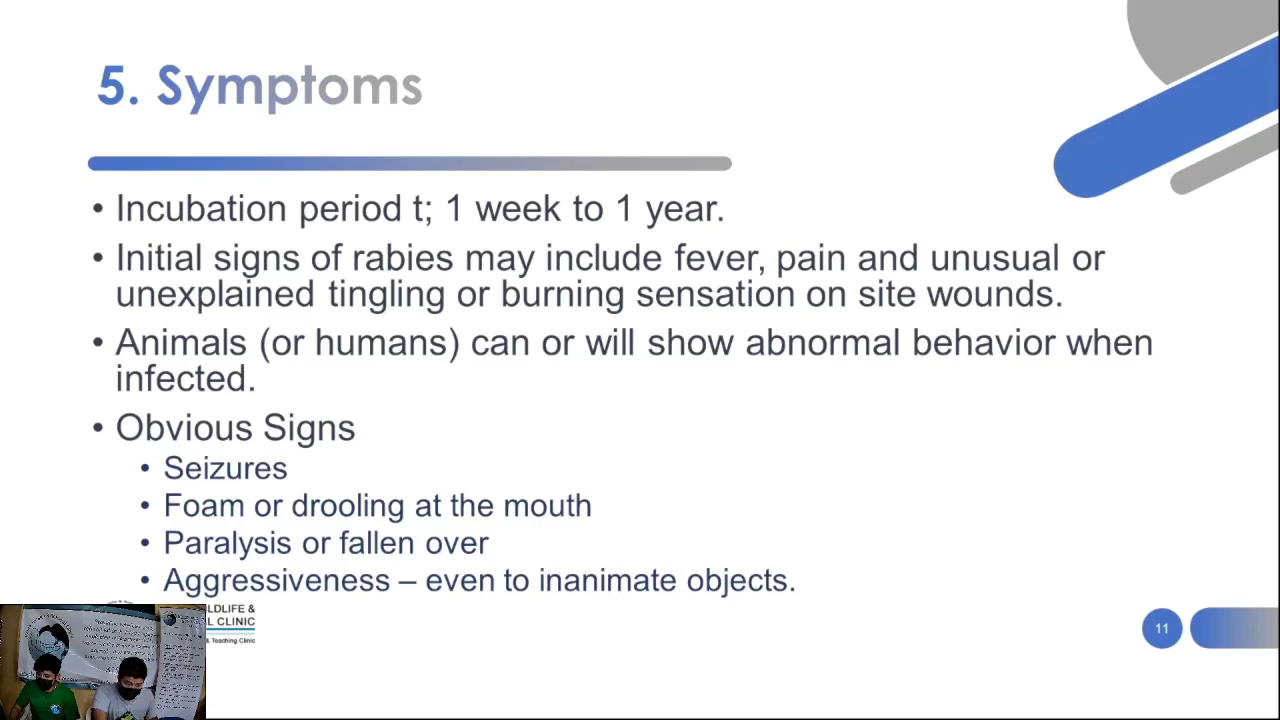 5. Symptoms
• Incubation period t; 1 week to 1 year.
• Initial signs of rabies may include fever, pain and unusual or
unexplained tingling or burning sensation on site wounds.
• Animals (or humans) can or will show abnormal behavior when
infected.
• Obvious Signs
• Seizures
• Foam or drooling at the mouth
• Paralysis or fallen over
• Aggressiveness – even to inanimate objects.
& 
CLINIC
& Teaching Clinic
11